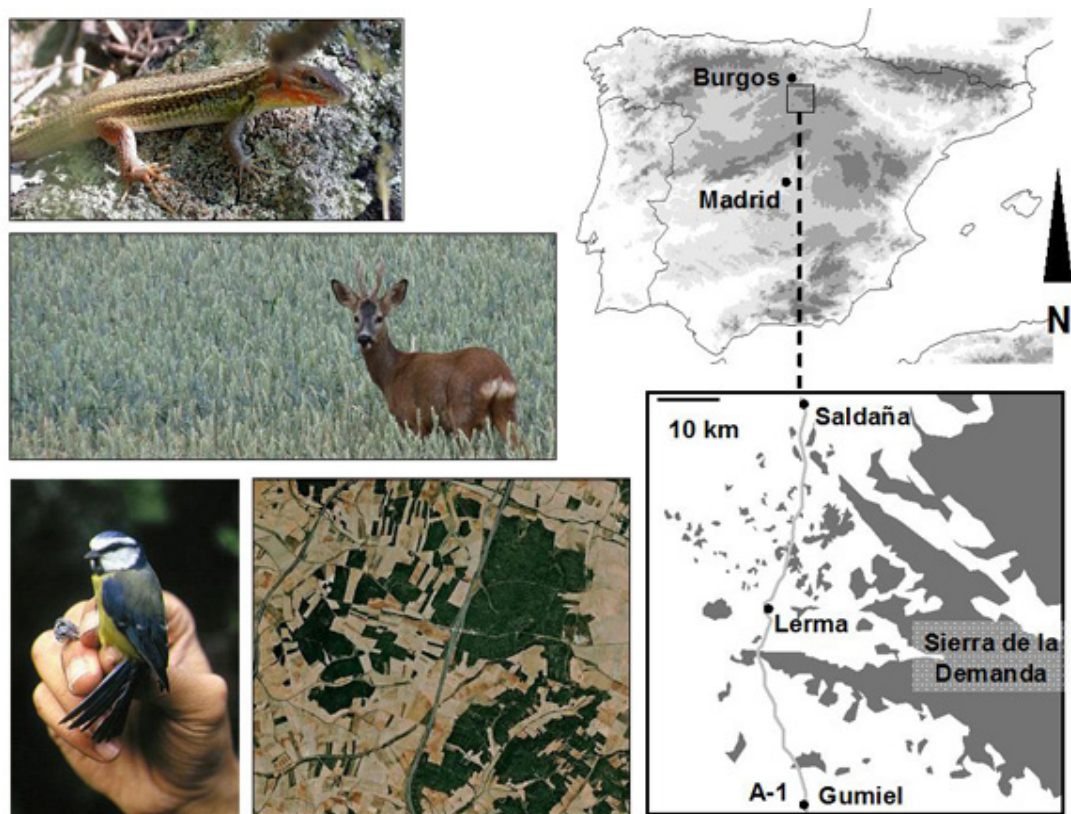 Burgos
Madrid
N
10 km
Saldaña
Lerma
Sierra de la
Demanda
A-1 Gumiel